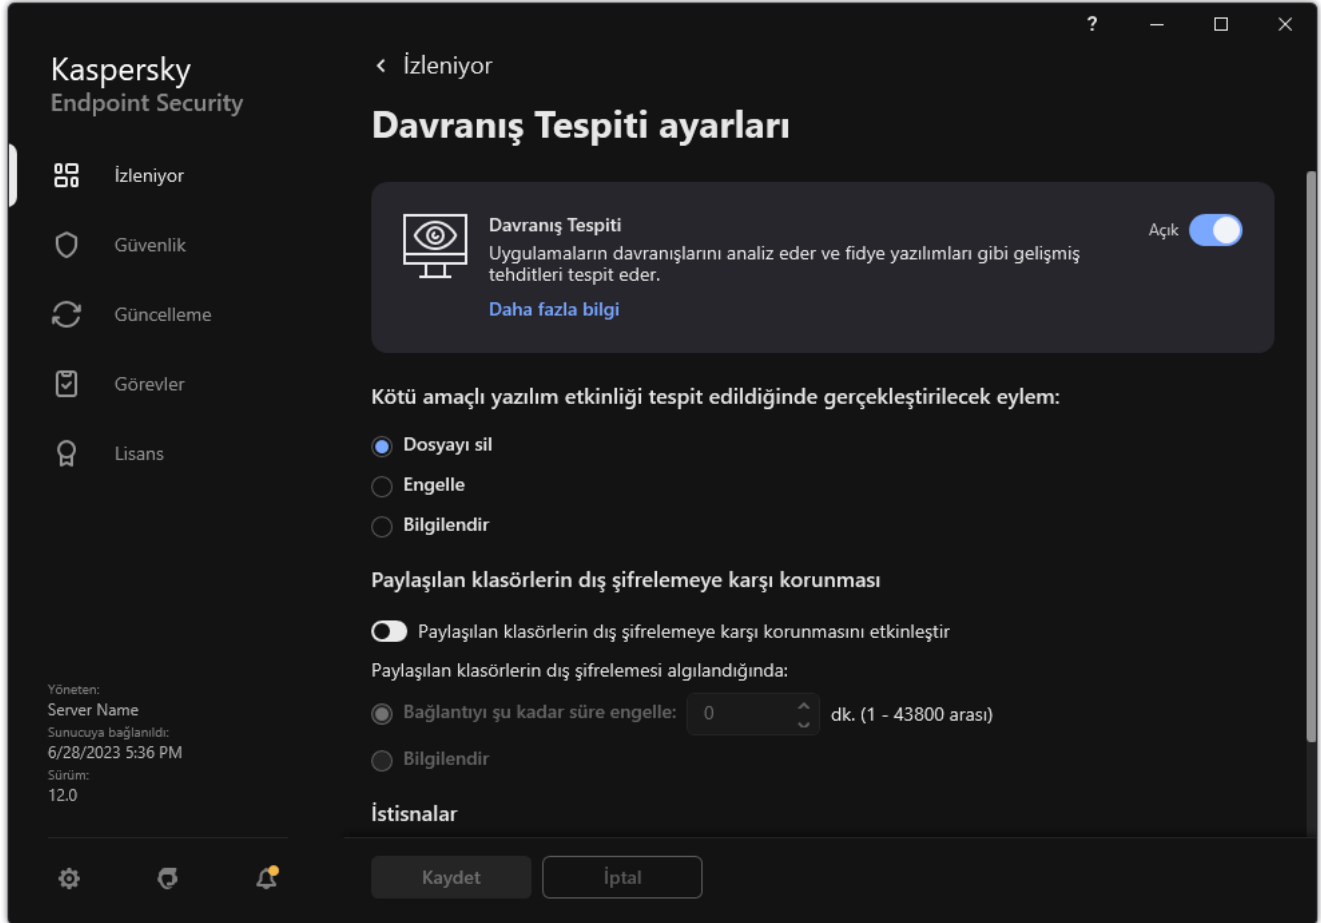 ?
Kaspersky
Endpoint Security
İzleniyor
Güvenlik
Güncelleme
Görevler
Lisans
Yöneten:
Server Name
Sunucuya bağlanıldı:
6/28/2023 5:36 PM
Sürüm:
12.0
İzleniyor
Davranış Tespiti ayarları
Davranış Tespiti
Açık
Uygulamaların davranışlarını analiz eder ve fidye yazılımları gibi gelişmiş
tehditleri tespit eder.
Daha fazla bilgi
Kötü amaçlı yazılım etkinliği tespit edildiğinde gerçekleştirilecek eylem:
Dosyayı sil
Engelle
Bilgilendir
Paylaşılan klasörlerin dış şifrelemeye karşı korunması
Paylaşılan klasörlerin dış şifrelemeye karşı korunmasını etkinleştir
Paylaşılan klasörlerin dış şifrelemesi algılandığında:
Bağlantıyı şu kadar süre engelle: 0 dk. (1 - 43800 arası)
Bilgilendir
İstisnalar
Kaydet
İptal